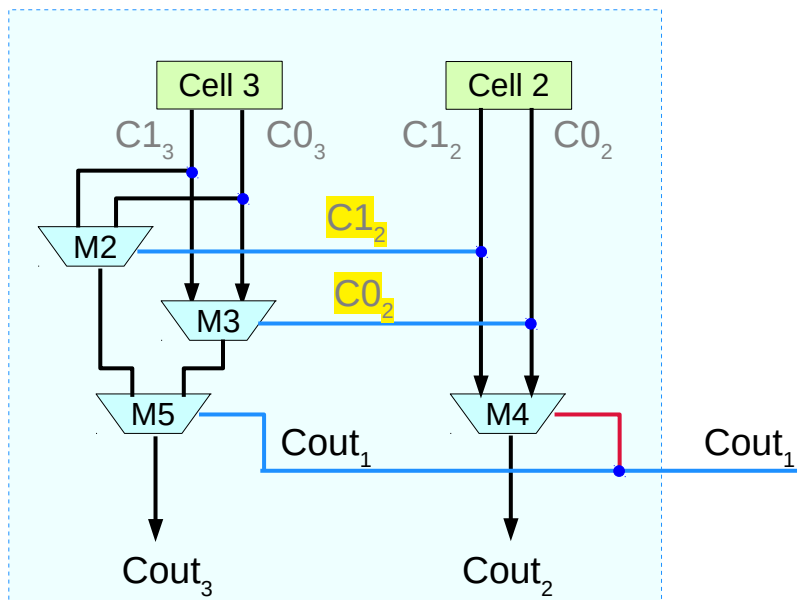 Cell 3
Cell 2
C1₃
C0₃
C1₂
C0₂
C1₂
M2
C0₂
M3
M5
M4
Cout₁
Cout₁
Cout₃
Cout₂